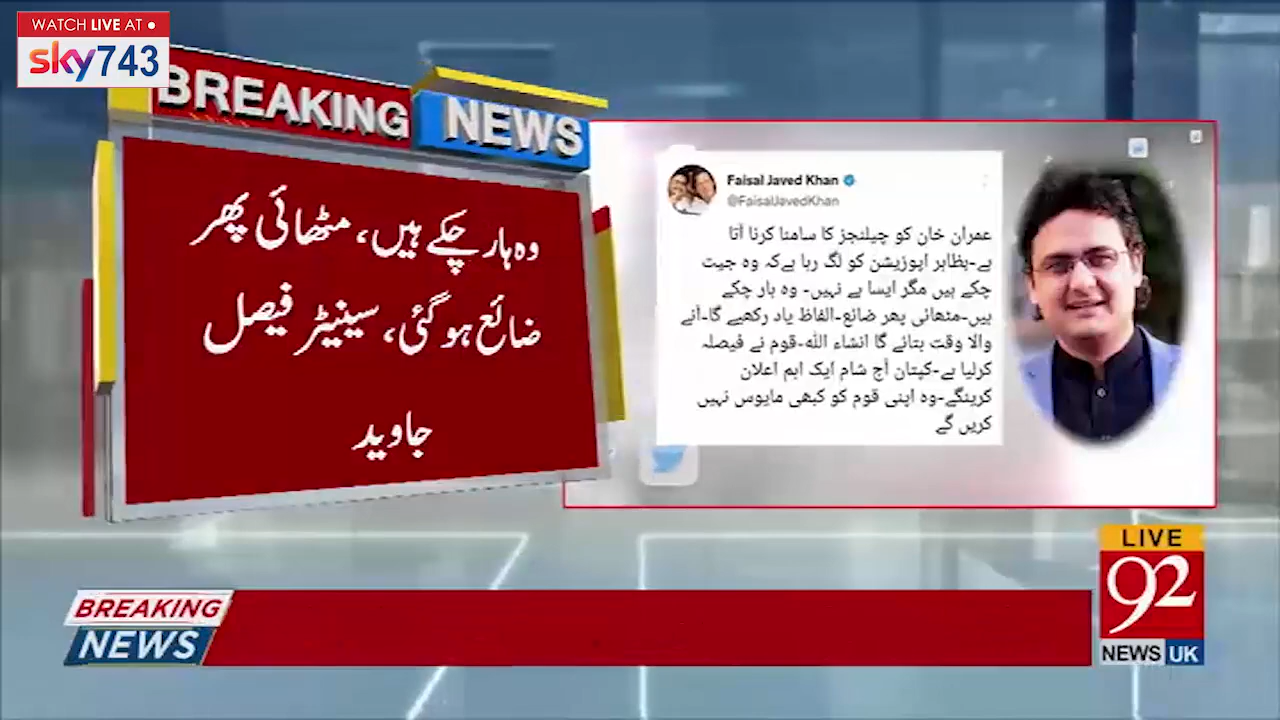 WATCH LIVE AT
sky743
BREAKING NEWS
وہ ہار چکے ہیں، مٹھائی پھر
ضائع ہو گئی، سینیٹر فیصل
جاوید
Faisal Javed Khan
@FaisalJavedKhan
عمران خان کو چیلنجز کا سامنا کرنا آتا
ہے-بظاہر اپوزیشن کو لگ رہا ہےکہ وہ جیت
چکے ہیں مگر ایسا ہے نہیں- وہ ہار چکے
ہیں-مٹھائی پھر ضائع-الفاظ یاد رکھیے گا-آنے
والا وقت بتائے گا انشاء اللہ-قوم نے فیصلہ
کرلیا ہے-کپتان آج شام ایک اہم اعلان
کرینگے-وہ اپنی قوم کو کبھی مایوس نہیں
کریں گے
LIVE
92
NEWS UK
BREAKING
NEWS